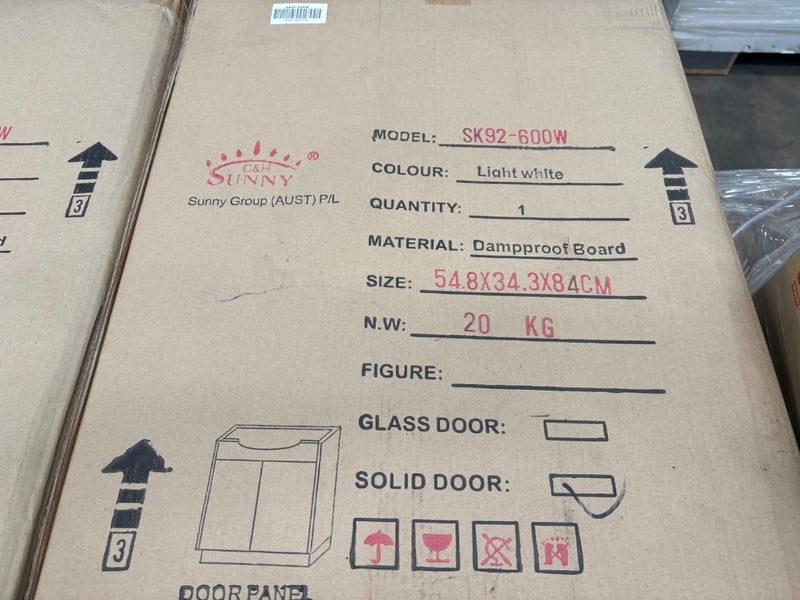 C&H
SUNNY®
Sunny Group (AUST) P/L
MODEL: SK92-600W
COLOUR: Light white
QUANTITY: 1
MATERIAL: Dampproof Board
SIZE: 54.8X34.3X84CM
N.W: 20 KG
FIGURE:
GLASS DOOR:
SOLID DOOR:
3
3
3
DOOR PANEL
W